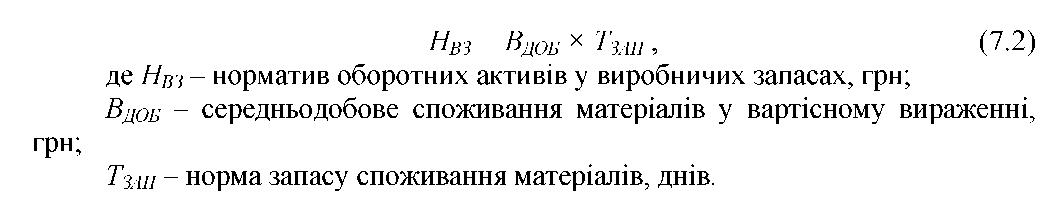 Н_ВЗ В_ДОБ × Т_ЗАП , (7.2)
де Н_ВЗ – норматив оборотних активів у виробничих запасах, грн;
В_ДОБ – середньодобове споживання матеріалів у вартісному вираженні,
грн;
Т_ЗАП – норма запасу споживання матеріалів, днів.